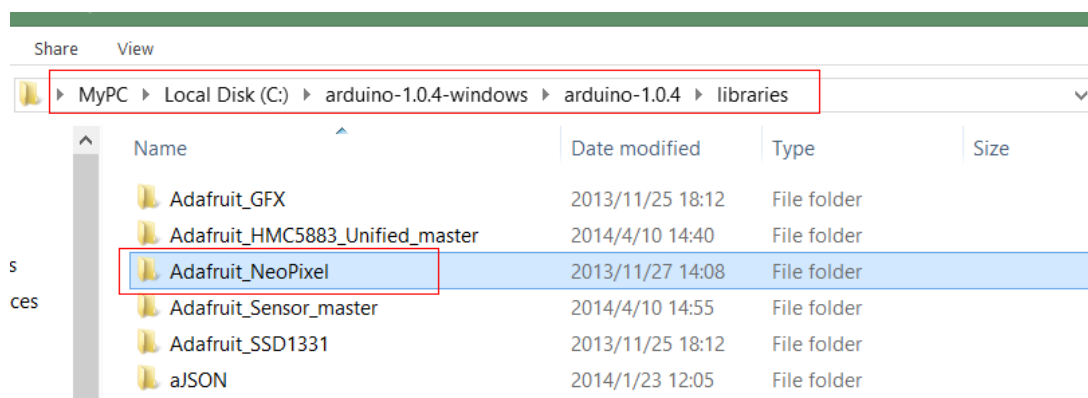 Share View
MyPC Local Disk (C:) arduino-1.0.4-windows arduino-1.0.4 libraries
Name Date modified Type Size
Adafruit_GFX 2013/11/25 18:12 File folder
Adafruit_HMC5883_Unified_master 2014/4/10 14:40 File folder
s Adafruit_NeoPixel 2013/11/27 14:08 File folder
ces Adafruit_Sensor_master 2014/4/10 14:55 File folder
Adafruit_SSD1331 2013/11/25 18:12 File folder
aJSON 2014/1/23 12:05 File folder